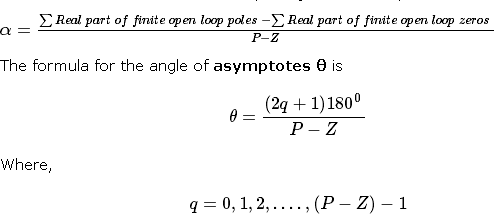 α = (∑ Real part of finite open loop poles − ∑ Real part of finite open loop zeros) / (P−Z)
The formula for the angle of asymptotes θ is
θ = (2q + 1)180⁰ / (P − Z)
Where,
q = 0, 1, 2, . . . . , (P − Z) − 1